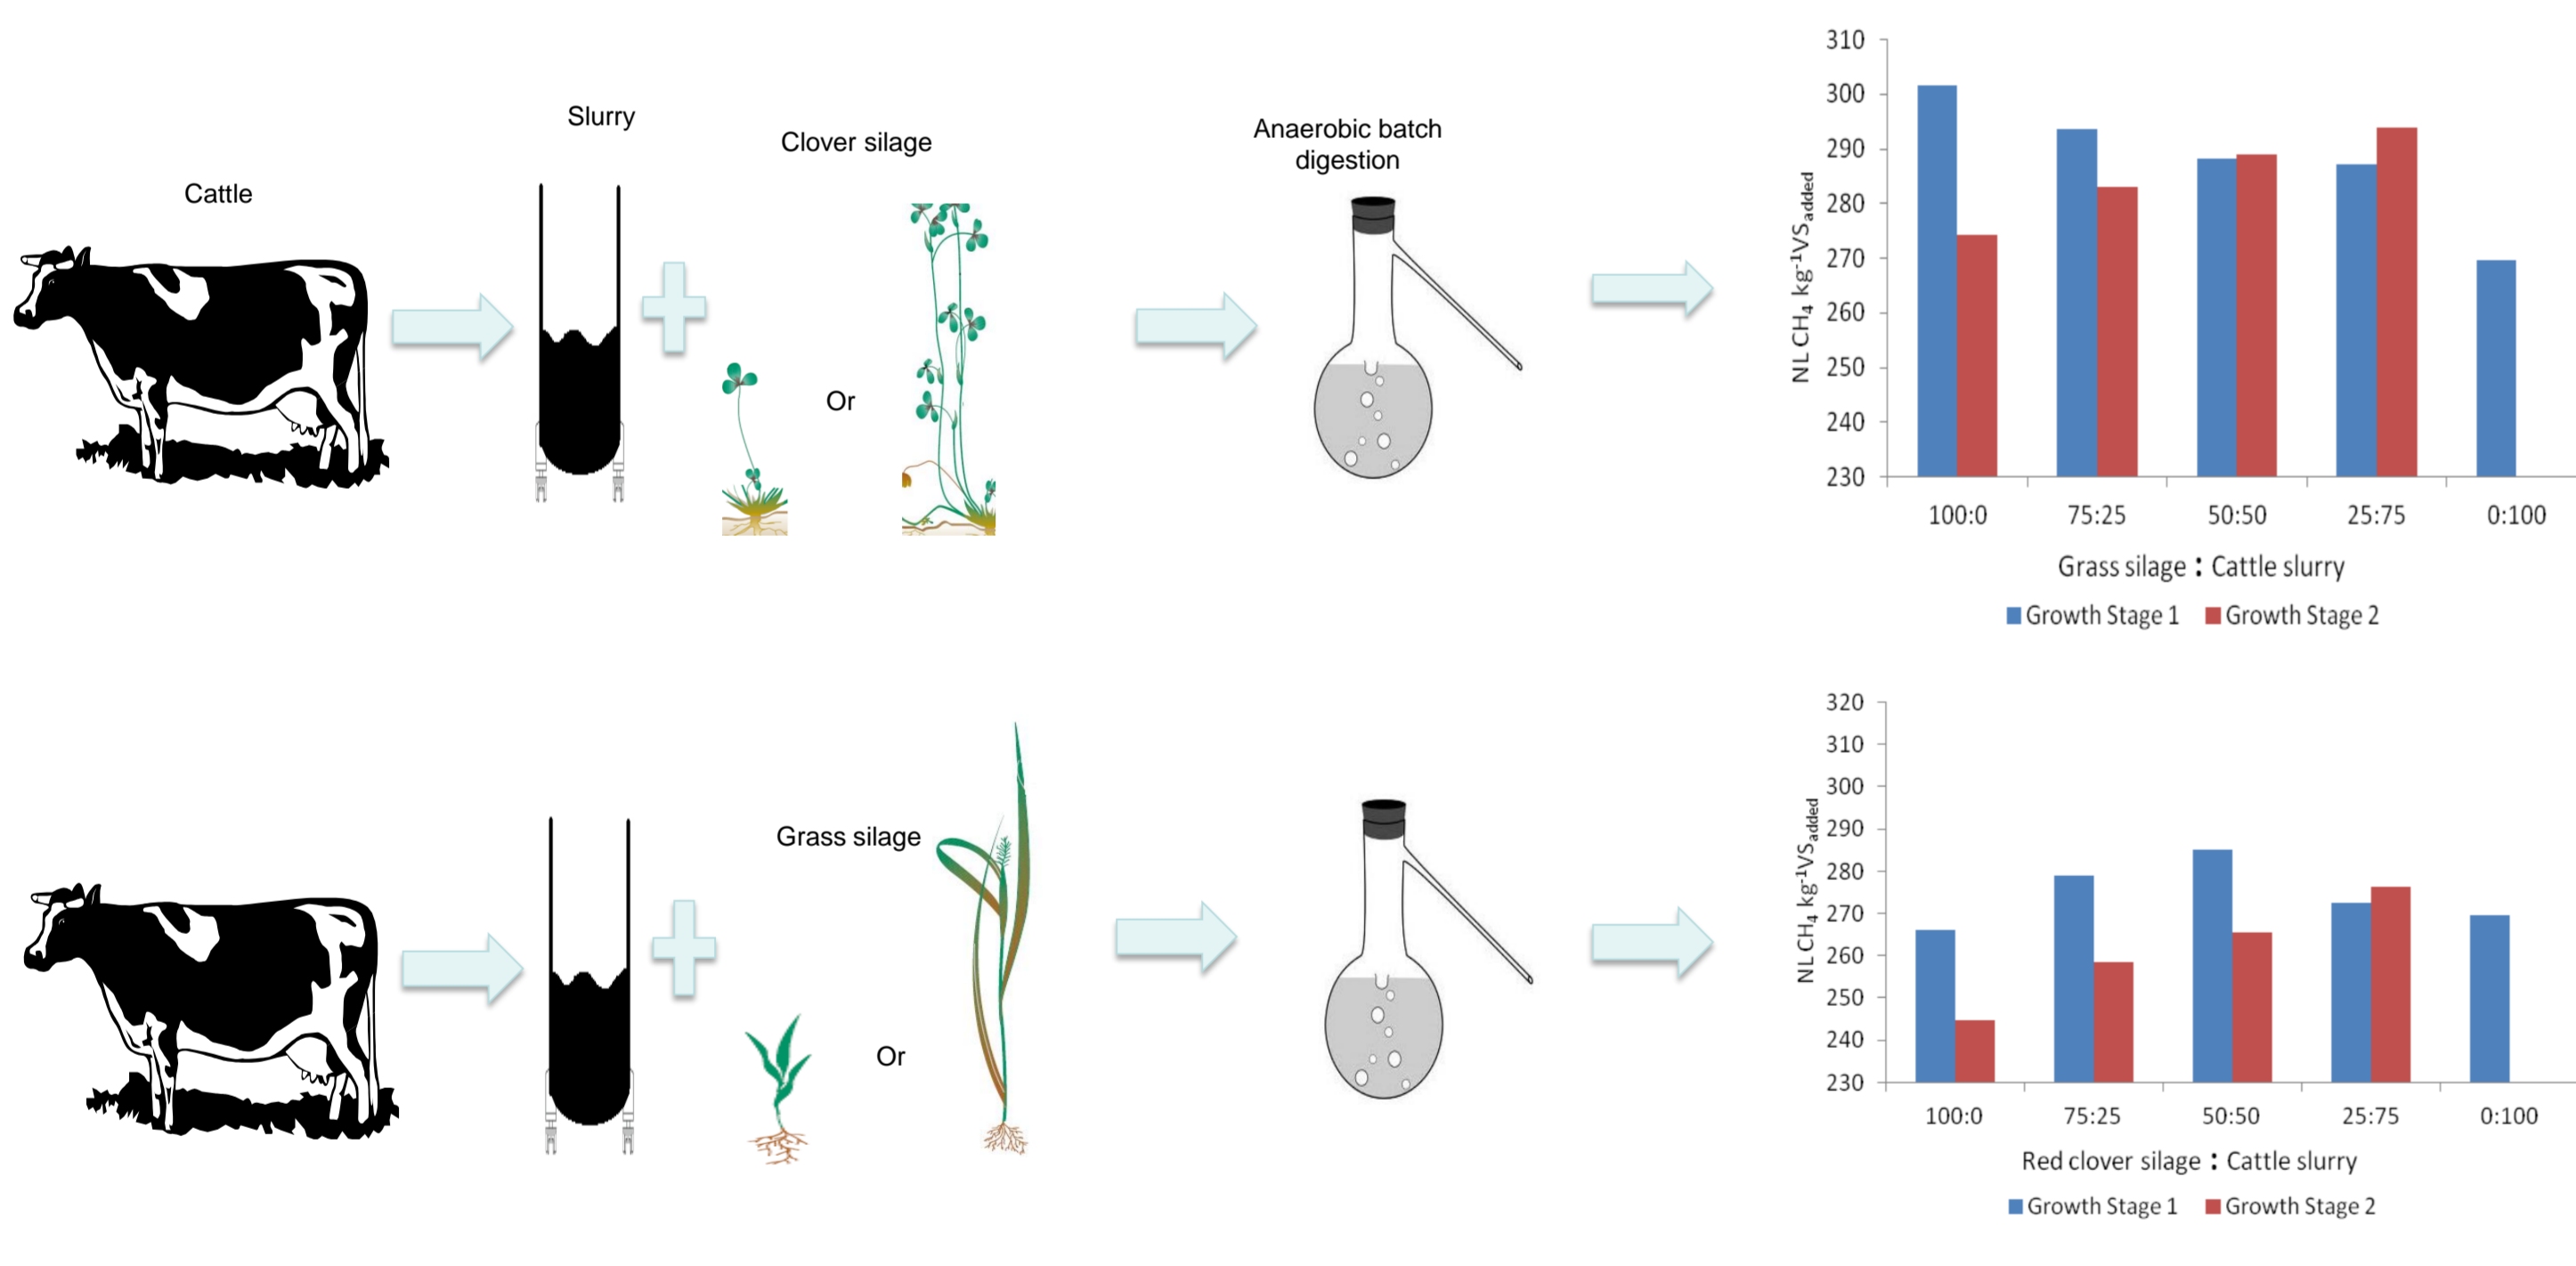 Cattle
Slurry
Clover silage
Or
Anaerobic batch
digestion
NL CH₄ kg⁻¹VSadded
310
300
290
280
270
260
250
240
230
100:0 75:25 50:50 25:75 0:100
Grass silage : Cattle slurry
Growth Stage 1 Growth Stage 2
Grass silage
Or
NL CH₄ kg⁻¹VSadded
320
310
300
290
280
270
260
250
240
230
100:0 75:25 50:50 25:75 0:100
Red clover silage : Cattle slurry
Growth Stage 1 Growth Stage 2